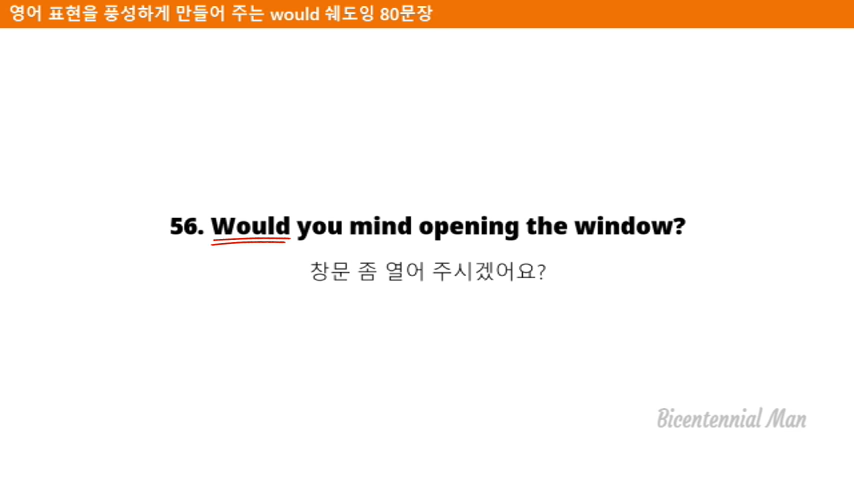 영어 표현을 풍성하게 만들어 주는 would 쉐도잉 80문장
56. Would you mind opening the window?
창문 좀 열어 주시겠어요?
Bicentennial Man